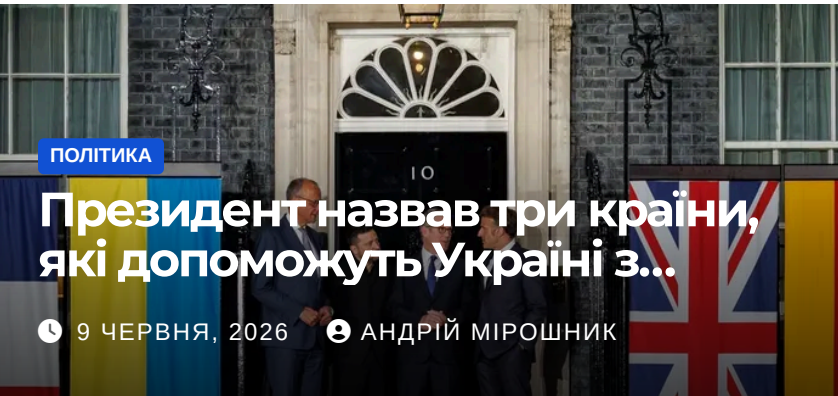 10
ПОЛІТИКА
Президент назвав три країни,
які допоможуть Україні з...
9 ЧЕРВНЯ, 2026 АНДРІЙ МІРОШНИК